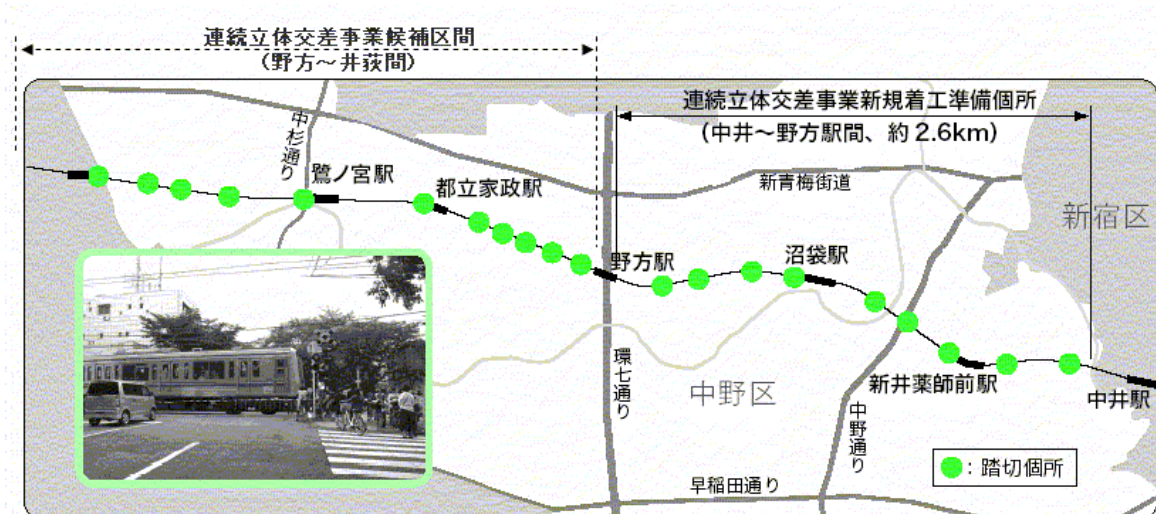 連続立体交差事業候補区間
(野方～井荻間)
連続立体交差事業新規着工準備個所
(中井～野方駅間、約2.6km)
中杉通り
鷺ノ宮駅
都立家政駅
新青梅街道
新宿区
野方駅
沼袋駅
環七通り
中野区
新井薬師前駅
中井駅
中野通り
早稲田通り
:踏切個所